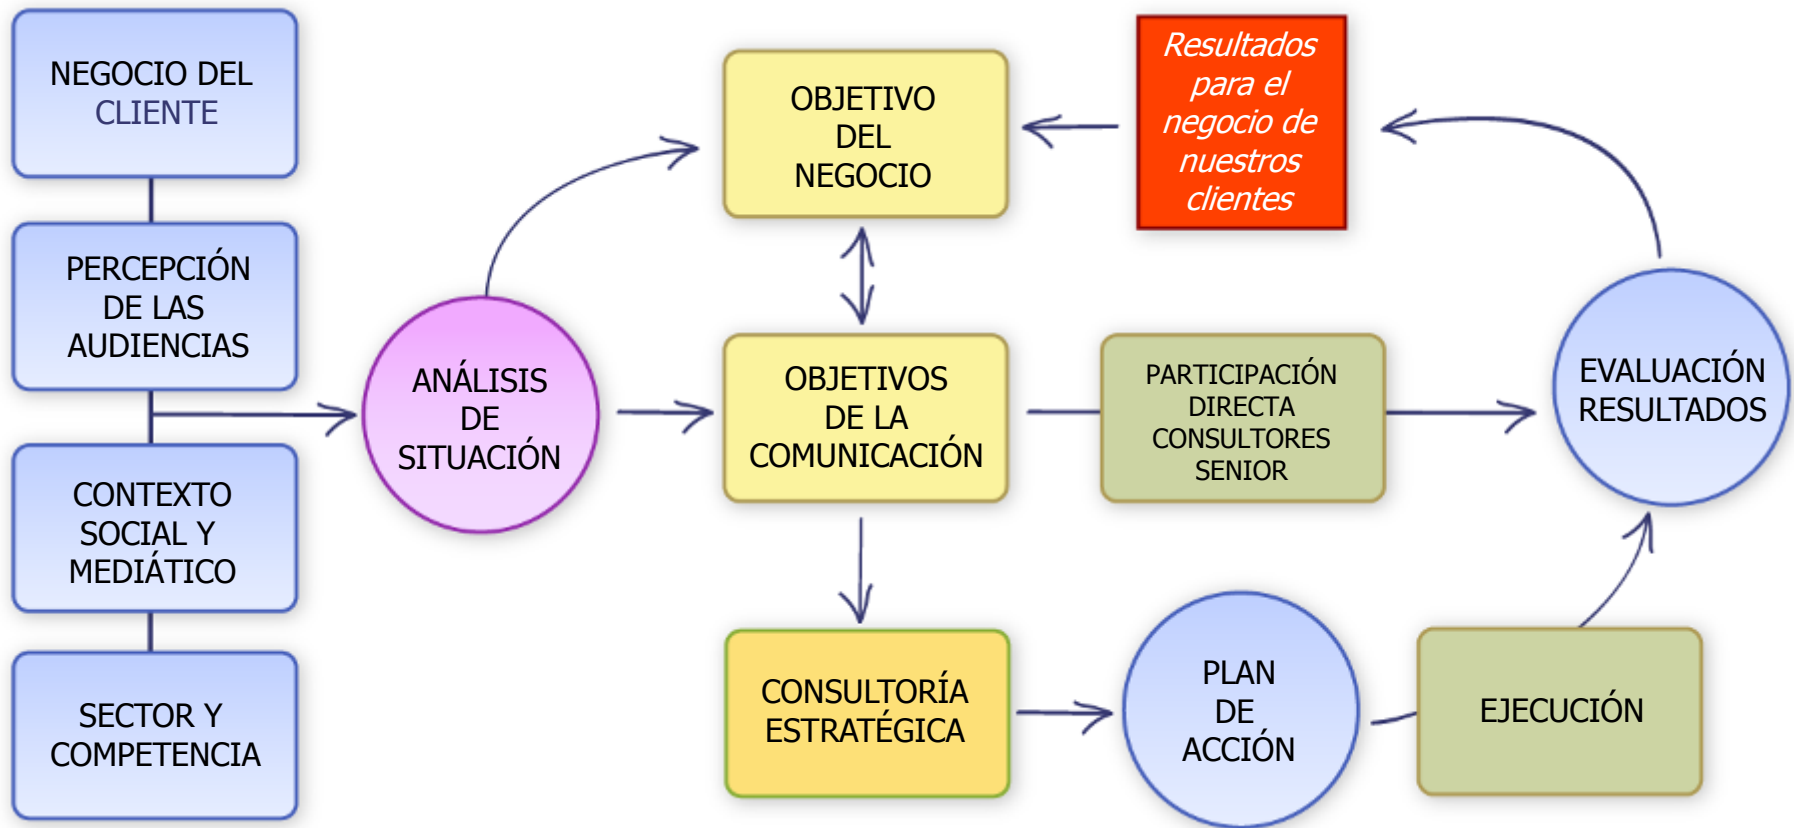 NEGOCIO DEL
CLIENTE
PERCEPCIÓN
DE LAS
AUDIENCIAS
CONTEXTO
SOCIAL Y
MEDIÁTICO
SECTOR Y
COMPETENCIA
ANÁLISIS
DE
SITUACIÓN
OBJETIVO
DEL
NEGOCIO
OBJETIVOS
DE LA
COMUNICACIÓN
CONSULTORÍA
ESTRATÉGICA
Resultados
para el
negocio de
nuestros
clientes
PARTICIPACIÓN
DIRECTA
CONSULTORES
SENIOR
PLAN
DE
ACCIÓN
EJECUCIÓN
EVALUACIÓN
RESULTADOS